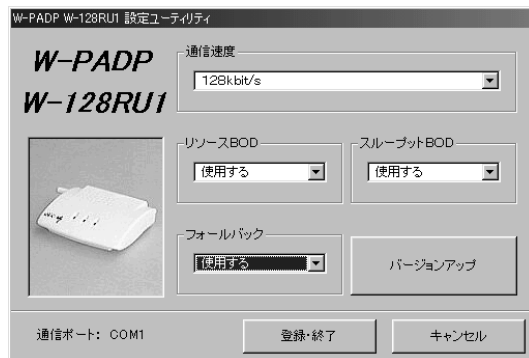 W-PADP W-128RU1 設定ユーティリティ
W-PADP
W-128RU1
通信速度
128kbit/s
リソースBOD
使用する
スループットBOD
使用する
フォールバック
使用する
バージョンアップ
通信ポート: COM1
登録・終了
キャンセル